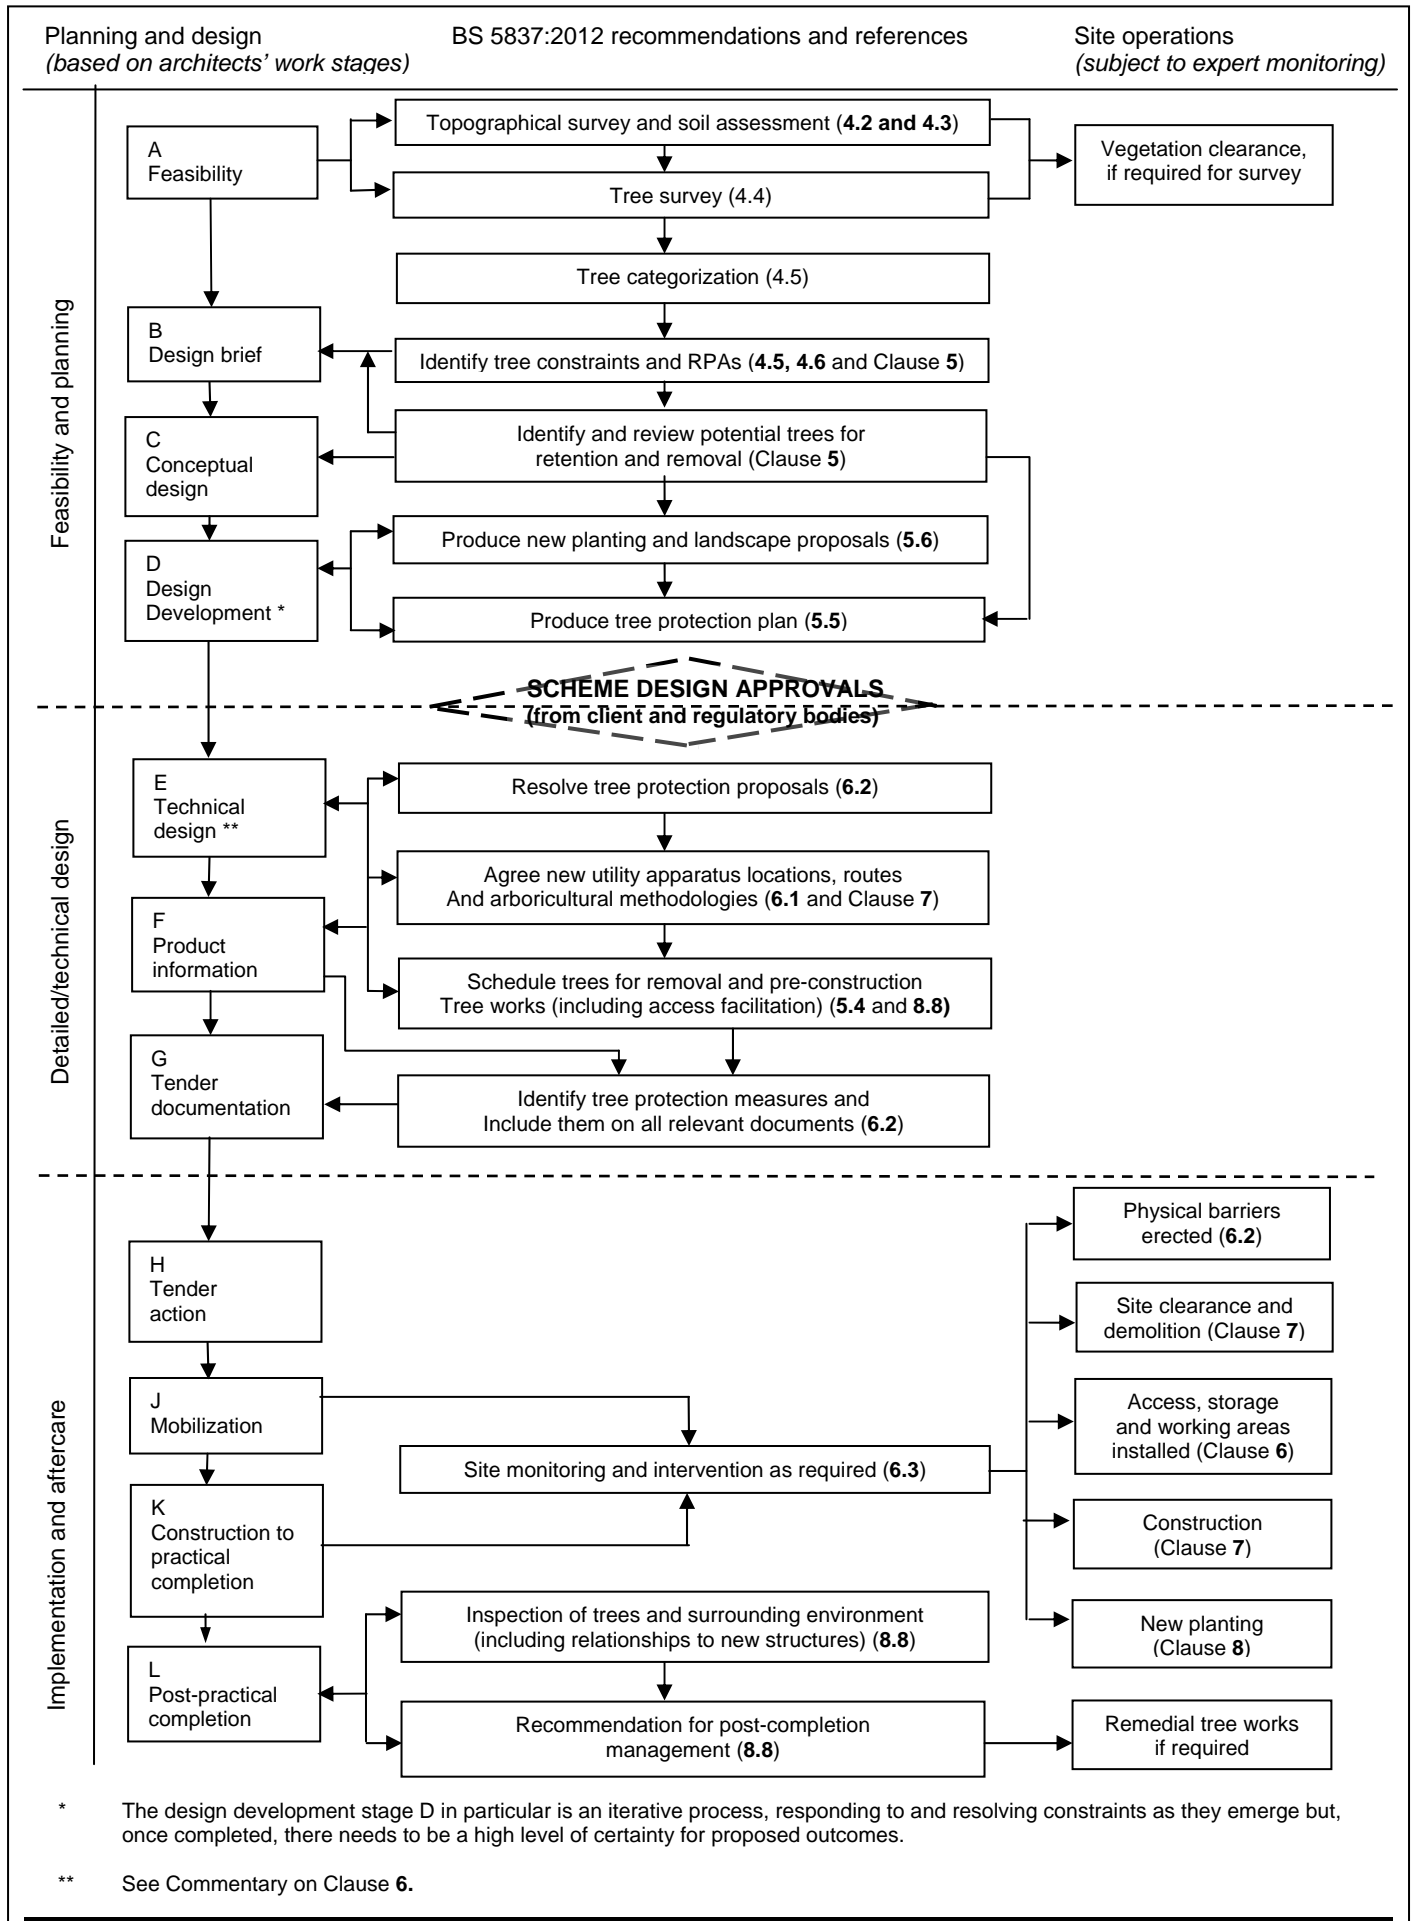 Planning and design
(based on architects' work stages)
BS 5837:2012 recommendations and references
Site operations
(subject to expert monitoring)
Feasibility and planning
A
Feasibility
Topographical survey and soil assessment (4.2 and 4.3)
Vegetation clearance,
if required for survey
Tree survey (4.4)
Tree categorization (4.5)
B
Design brief
Identify tree constraints and RPAs (4.5, 4.6 and Clause 5)
C
Conceptual
design
Identify and review potential trees for
retention and removal (Clause 5)
D
Design
Development *
Produce new planting and landscape proposals (5.6)
Produce tree protection plan (5.5)
SCHEME DESIGN APPROVALS
(from client and regulatory bodies)
Detailed/technical design
E
Technical
design **
Resolve tree protection proposals (6.2)
Agree new utility apparatus locations, routes
And arboricultural methodologies (6.1 and Clause 7)
F
Product
information
Schedule trees for removal and pre-construction
Tree works (including access facilitation) (5.4 and 8.8)
G
Tender
documentation
Identify tree protection measures and
Include them on all relevant documents (6.2)
Implementation and aftercare
H
Tender
action
Physical barriers
erected (6.2)
Site clearance and
demolition (Clause 7)
J
Mobilization
Access, storage
and working areas
installed (Clause 6)
Site monitoring and intervention as required (6.3)
K
Construction to
practical
completion
Construction
(Clause 7)
Inspection of trees and surrounding environment
(including relationships to new structures) (8.8)
New planting
(Clause 8)
L
Post-practical
completion
Recommendation for post-completion
management (8.8)
Remedial tree works
if required
* The design development stage D in particular is an iterative process, responding to and resolving constraints as they emerge but,
once completed, there needs to be a high level of certainty for proposed outcomes.
** See Commentary on Clause 6.